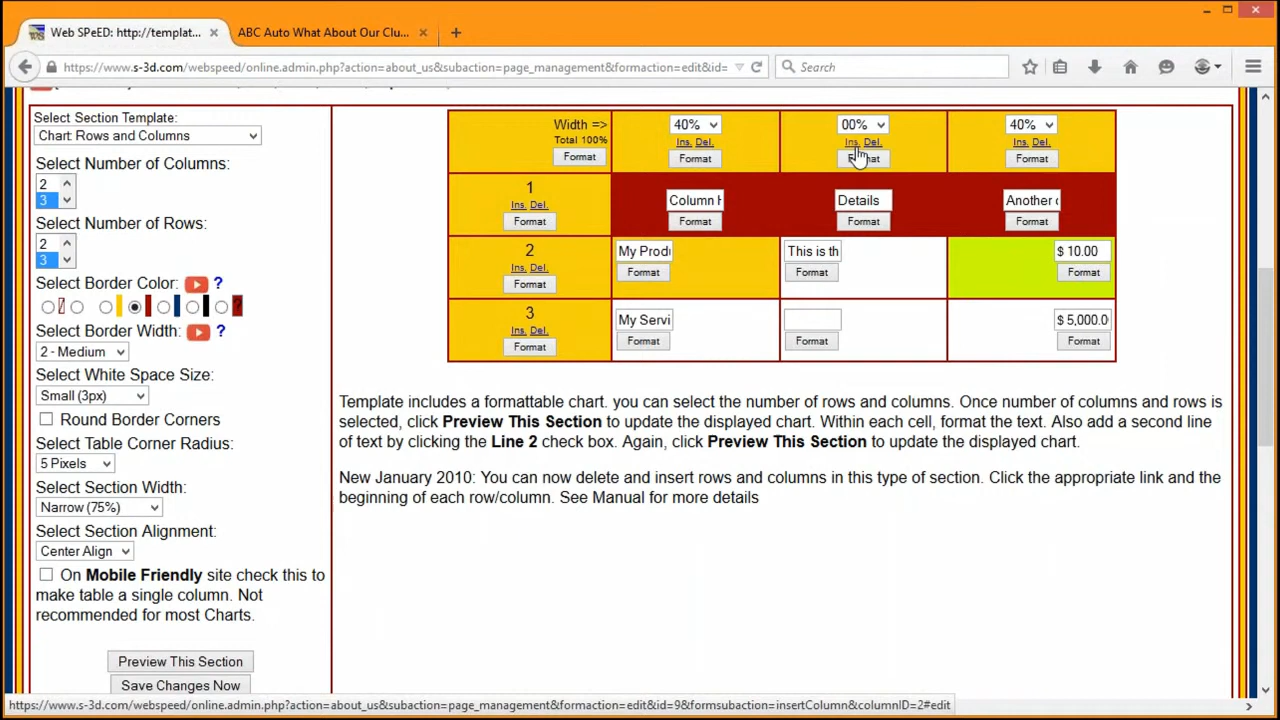 Web SPeED: http://templat...
ABC Auto What About Our Clu...
https://www.s-3d.com/webspeed/online.admin.php?action=about_us&subaction=page_management&formaction=edit&id=
Search
Select Section Template:
Chart: Rows and Columns
Select Number of Columns:
2
3
Select Number of Rows:
2
3
Select Border Color: ?
?
Select Border Width: ?
2 - Medium
Select White Space Size:
Small (3px)
Round Border Corners
Select Table Corner Radius:
5 Pixels
Select Section Width:
Narrow (75%)
Select Section Alignment:
Center Align
On Mobile Friendly site check this to
make table a single column. Not
recommended for most Charts.
Preview This Section
Save Changes Now
Width => 40% 00% 40%
Total 100% Ins. Del. Ins. Del. Ins. Del.
Format Format Format Format
1
Ins. Del. Column H Details Another
Format Format Format Format
2 My Produ This is th $ 10.00
Ins. Del.
Format Format Format Format
3 My Servi $ 5,000.0
Ins. Del.
Format Format Format Format
Template includes a formattable chart. you can select the number of rows and columns. Once number of columns and rows is
selected, click Preview This Section to update the displayed chart. Within each cell, format the text. Also add a second line
of text by clicking the Line 2 check box. Again, click Preview This Section to update the displayed chart.
New January 2010: You can now delete and insert rows and columns in this type of section. Click the appropriate link and the
beginning of each row/column. See Manual for more details
https://www.s-3d.com/webspeed/online.admin.php?action=about_us&subaction=page_management&formaction=edit&id=9&formsubaction=insertColumn&columnID=2#edit